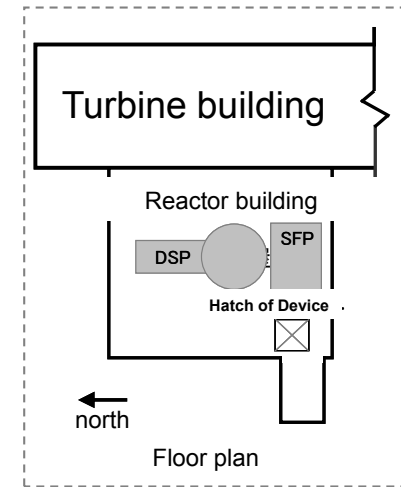 Turbine building
Reactor building
SFP
DSP
Hatch of Device
north
Floor plan